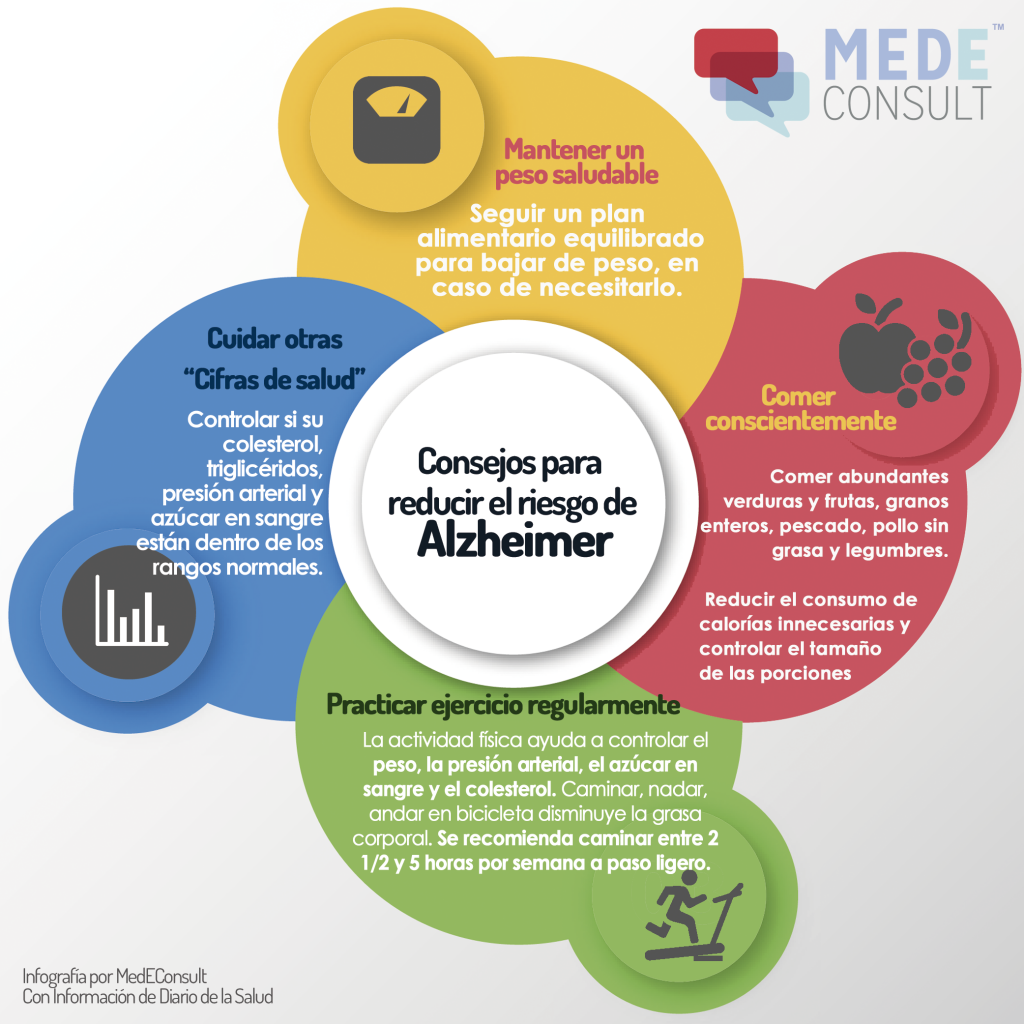 MEDE™
CONSULT
Mantener un
peso saludable
Seguir un plan
alimentario equilibrado
para bajar de peso, en
caso de necesitarlo.
Cuidar otras
“Cifras de salud”
Controlar si su
colesterol,
triglicéridos,
presión arterial y
azúcar en sangre
están dentro de los
rangos normales.
Consejos para
reducir el riesgo de
Alzheimer
Comer
conscientemente
Comer abundantes
verduras y frutas, granos
enteros, pescado, pollo sin
grasa y legumbres.
Reducir el consumo de
calorías innecesarias y
controlar el tamaño
de las porciones
Practicar ejercicio regularmente
La actividad física ayuda a controlar el
peso, la presión arterial, el azúcar en
sangre y el colesterol. Caminar, nadar,
andar en bicicleta disminuye la grasa
corporal. Se recomienda caminar entre 2
1/2 y 5 horas por semana a paso ligero.
Infografía por MedEConsult
Con Información de Diario de la Salud